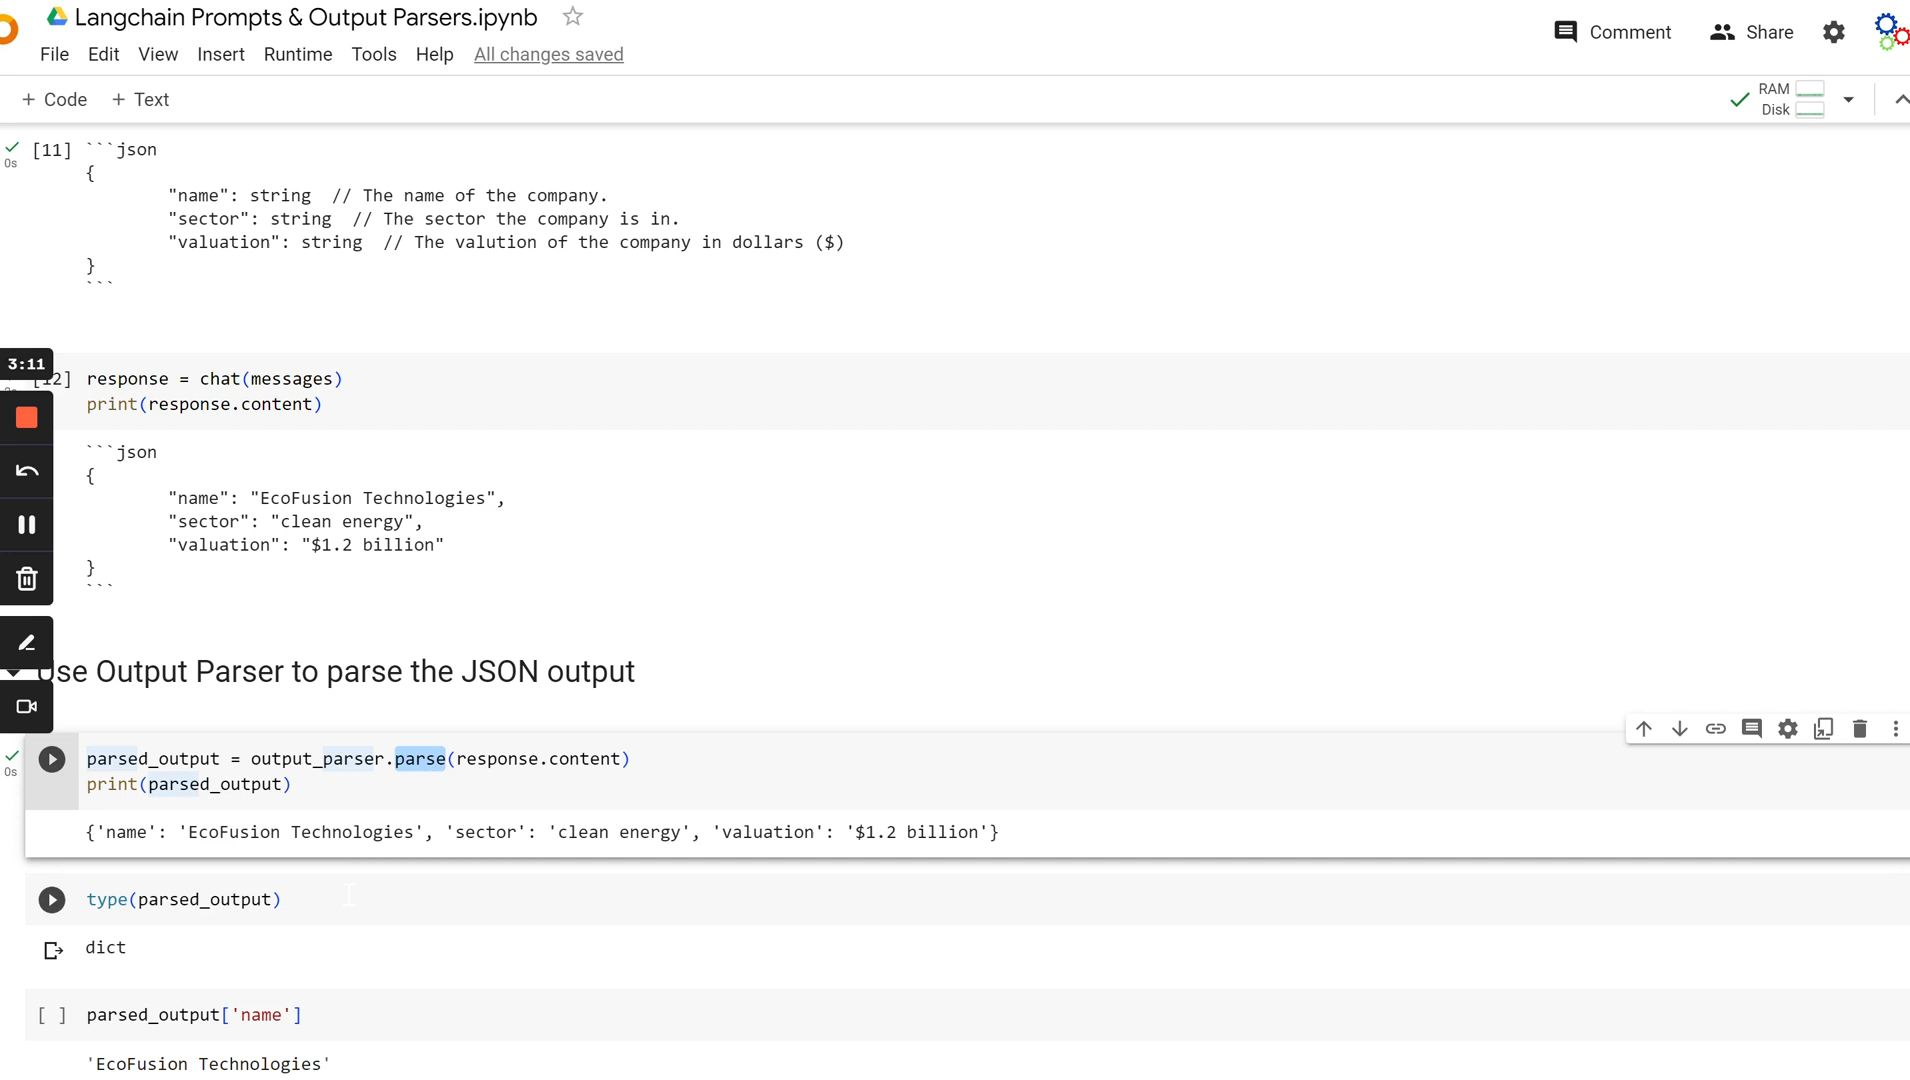 Langchain Prompts & Output Parsers.ipynb
Comment
Share
File Edit View Insert Runtime Tools Help All changes saved
+ Code + Text
RAM
Disk
0s
[11] ```json
{
"name": string // The name of the company.
"sector": string // The sector the company is in.
"valuation": string // The valution of the company in dollars ($)
}
```
3:11
12] response = chat(messages)
print(response.content)
```json
{
"name": "EcoFusion Technologies",
"sector": "clean energy",
"valuation": "$1.2 billion"
}
```
Use Output Parser to parse the JSON output
0s
parsed_output = output_parser.parse(response.content)
print(parsed_output)
{'name': 'EcoFusion Technologies', 'sector': 'clean energy', 'valuation': '$1.2 billion'}
type(parsed_output)
dict
[ ] parsed_output['name']
'EcoFusion Technologies'